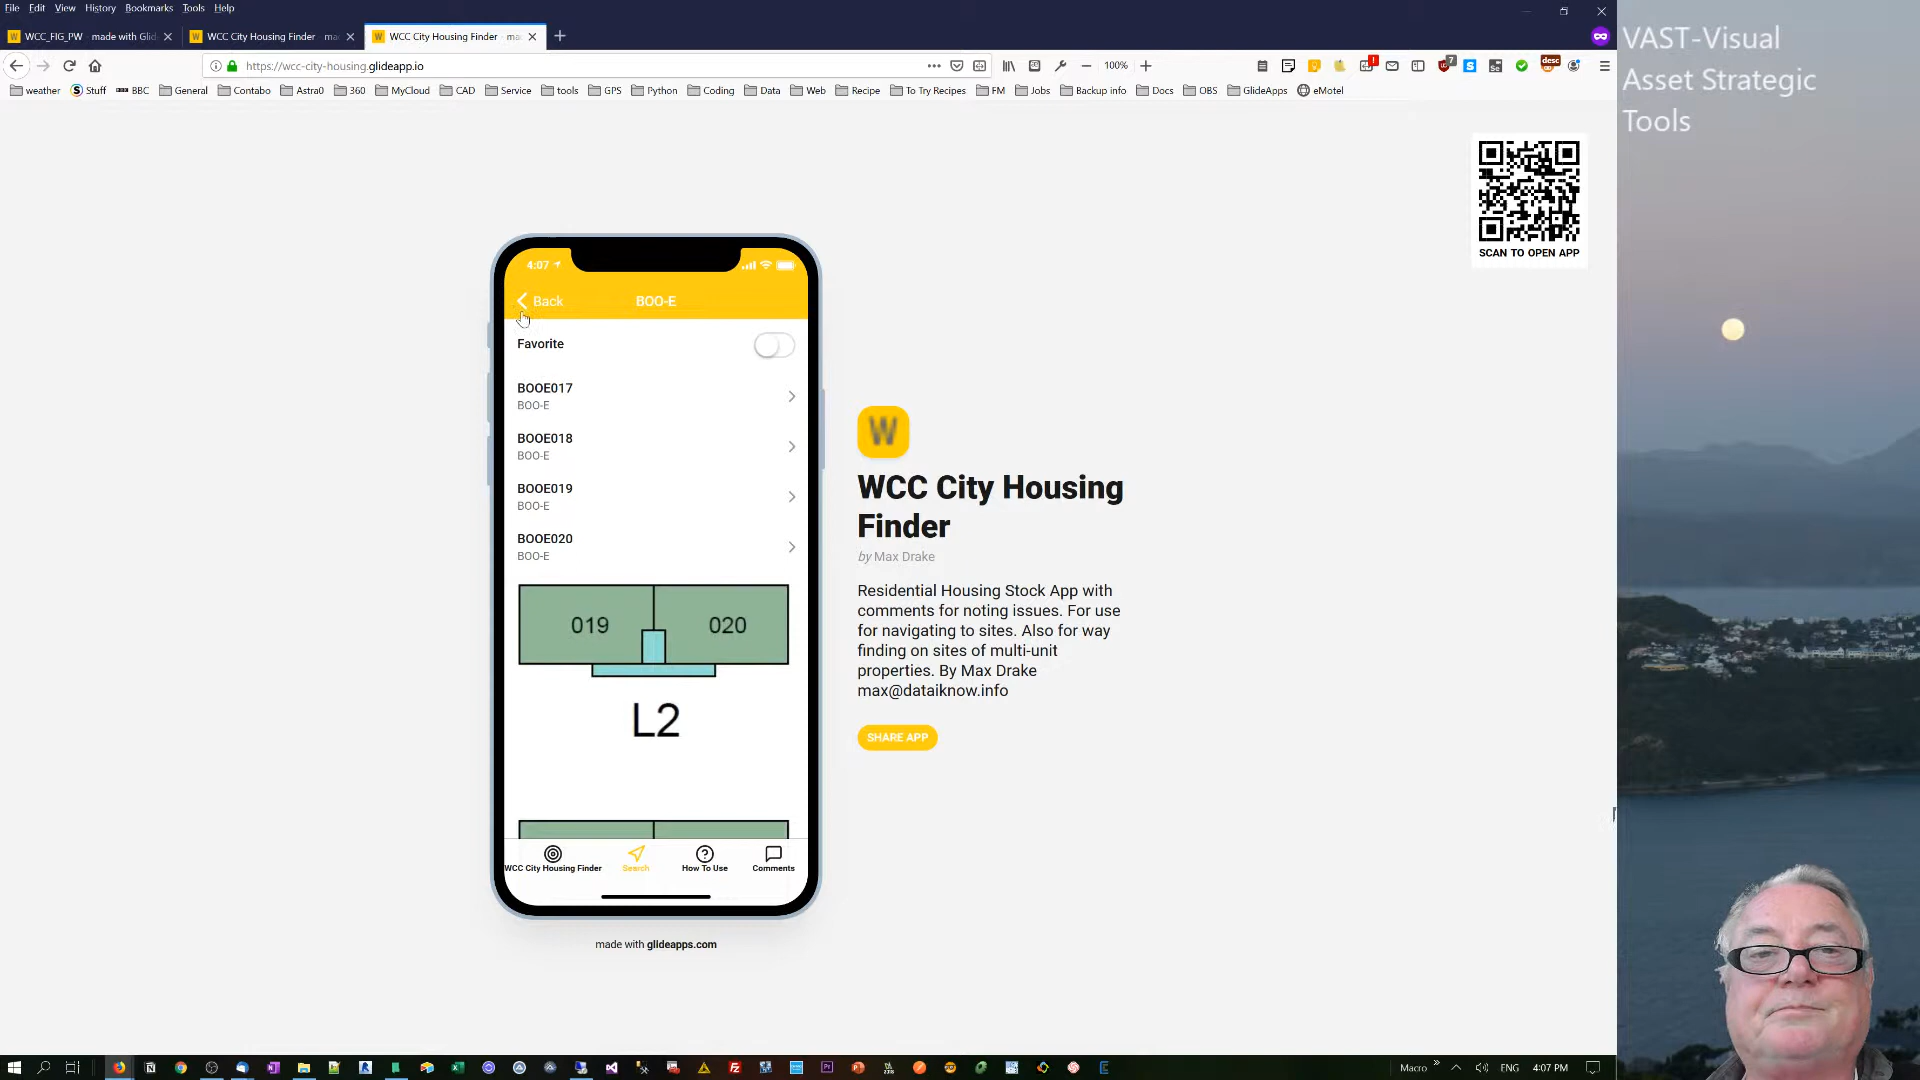 File Edit View History Bookmarks Tools Help
WCC_FIG_PW - made with Glid
WCC City Housing Finder - ma
WCC City Housing Finder - ma
https://wcc-city-housing.glideapp.io
100%
weather Stuff BBC General Contabo Astra0 360 MyCloud CAD Service tools GPS Python Coding Data Web Recipe To Try Recipes FM Jobs Backup info Docs OBS GlideApps eMotel
VAST-Visual
Asset Strategic
Tools
SCAN TO OPEN APP
4:07
Back BOO-E
Favorite
BOOE017
BOO-E
BOOE018
BOO-E
BOOE019
BOO-E
BOOE020
BOO-E
019 020
L2
WCC City Housing Finder Search How To Use Comments
made with glideapps.com
W
WCC City Housing
Finder
by Max Drake
Residential Housing Stock App with
comments for noting issues. For use
for navigating to sites. Also for way
finding on sites of multi-unit
properties. By Max Drake
max@dataiknow.info
SHARE APP
Macro ENG 4:07 PM